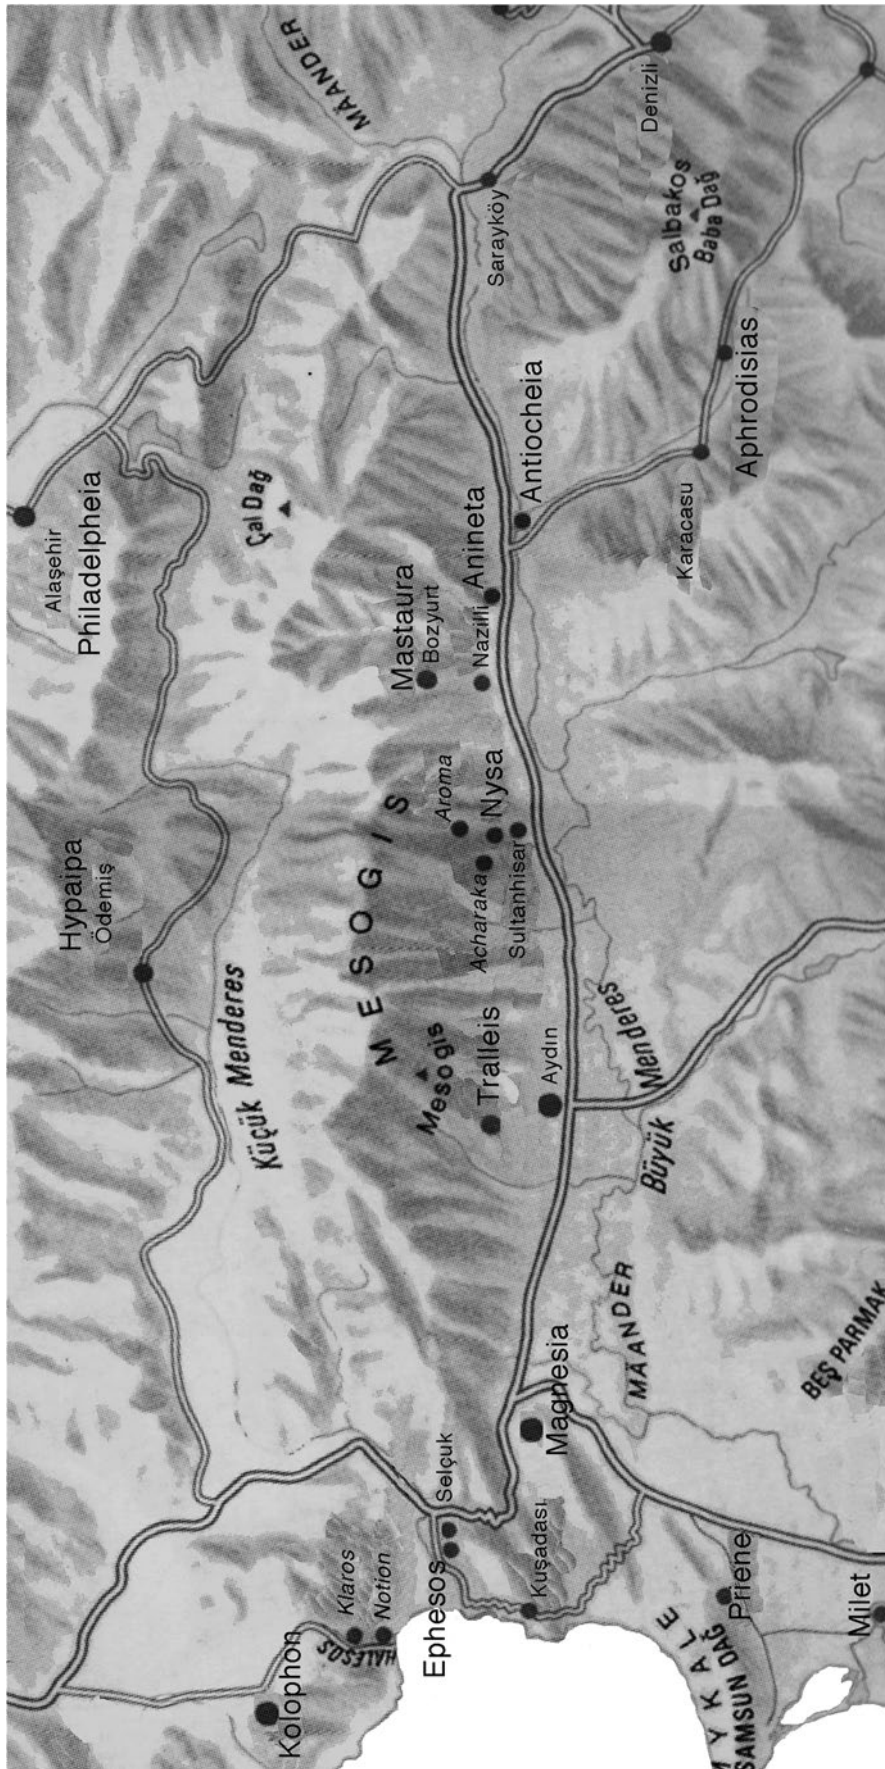 MÄANDER
Denizli
Salbakos
Baba Dağ
Sarayköy
Alaşehir
Philadelpheia
Çal Dağ
Antiocheia
Aphrodisias
Karacasu
Anineta
Mastaura
Bozyurt
Nazilli
Hypaipa
Ödemiş
MESOGIS
Aroma
Nysa
Acharaka
Sultanhisar
Küçük Menderes
Mesogis
Tralleis
Aydın
Büyük Menderes
MÄANDER
BEŞ PARMAK
Magnesia
Selçuk
Ephesos
Kuşadası
Klaros
Notion
HALESOS
Kolophon
Priene
Milet
MYKALE
SAMSUN DAĞ